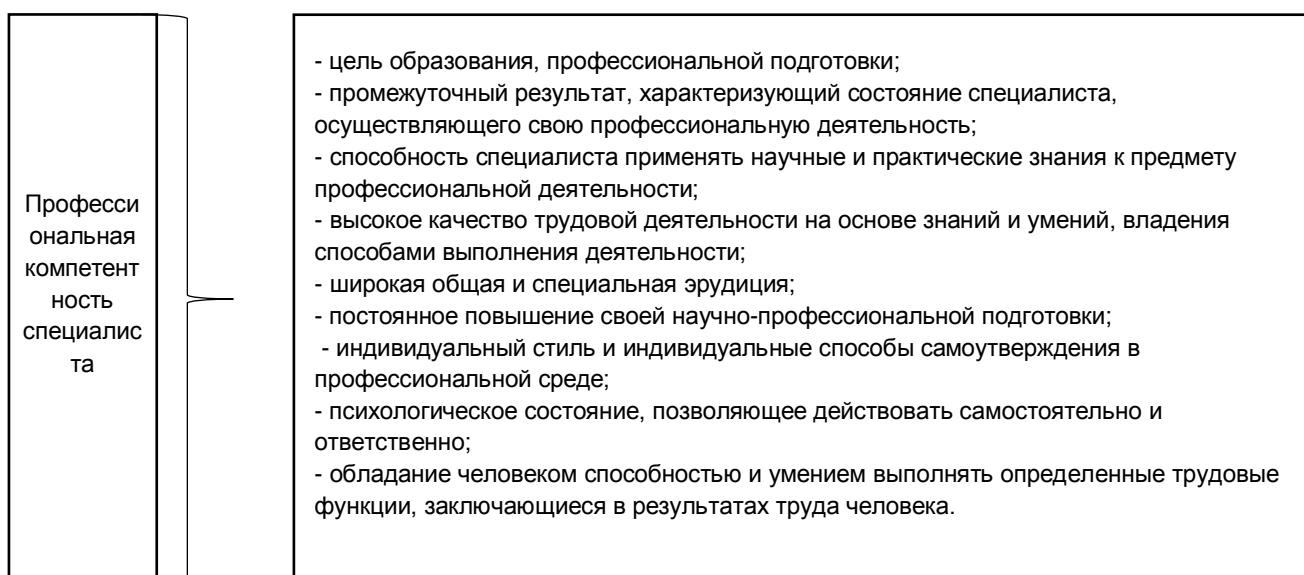 Професси
ональная
компетент
ность
специалис
та
- цель образования, профессиональной подготовки;
- промежуточный результат, характеризующий состояние специалиста,
осуществляющего свою профессиональную деятельность;
- способность специалиста применять научные и практические знания к предмету
профессиональной деятельности;
- высокое качество трудовой деятельности на основе знаний и умений, владения
способами выполнения деятельности;
- широкая общая и специальная эрудиция;
- постоянное повышение своей научно-профессиональной подготовки;
- индивидуальный стиль и индивидуальные способы самоутверждения в
профессиональной среде;
- психологическое состояние, позволяющее действовать самостоятельно и
ответственно;
- обладание человеком способностью и умением выполнять определенные трудовые
функции, заключающиеся в результатах труда человека.